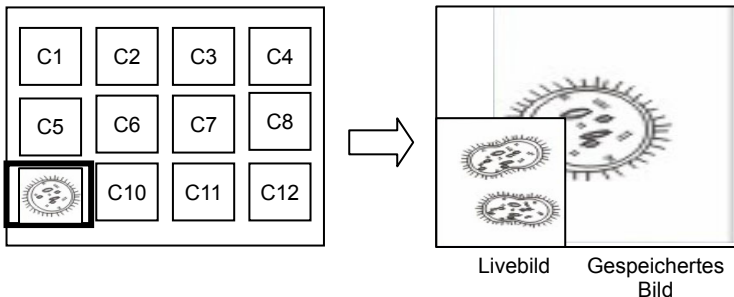 C1 C2 C3 C4
C5 C6 C7 C8
C10 C11 C12
Livebild Gespeichertes
Bild